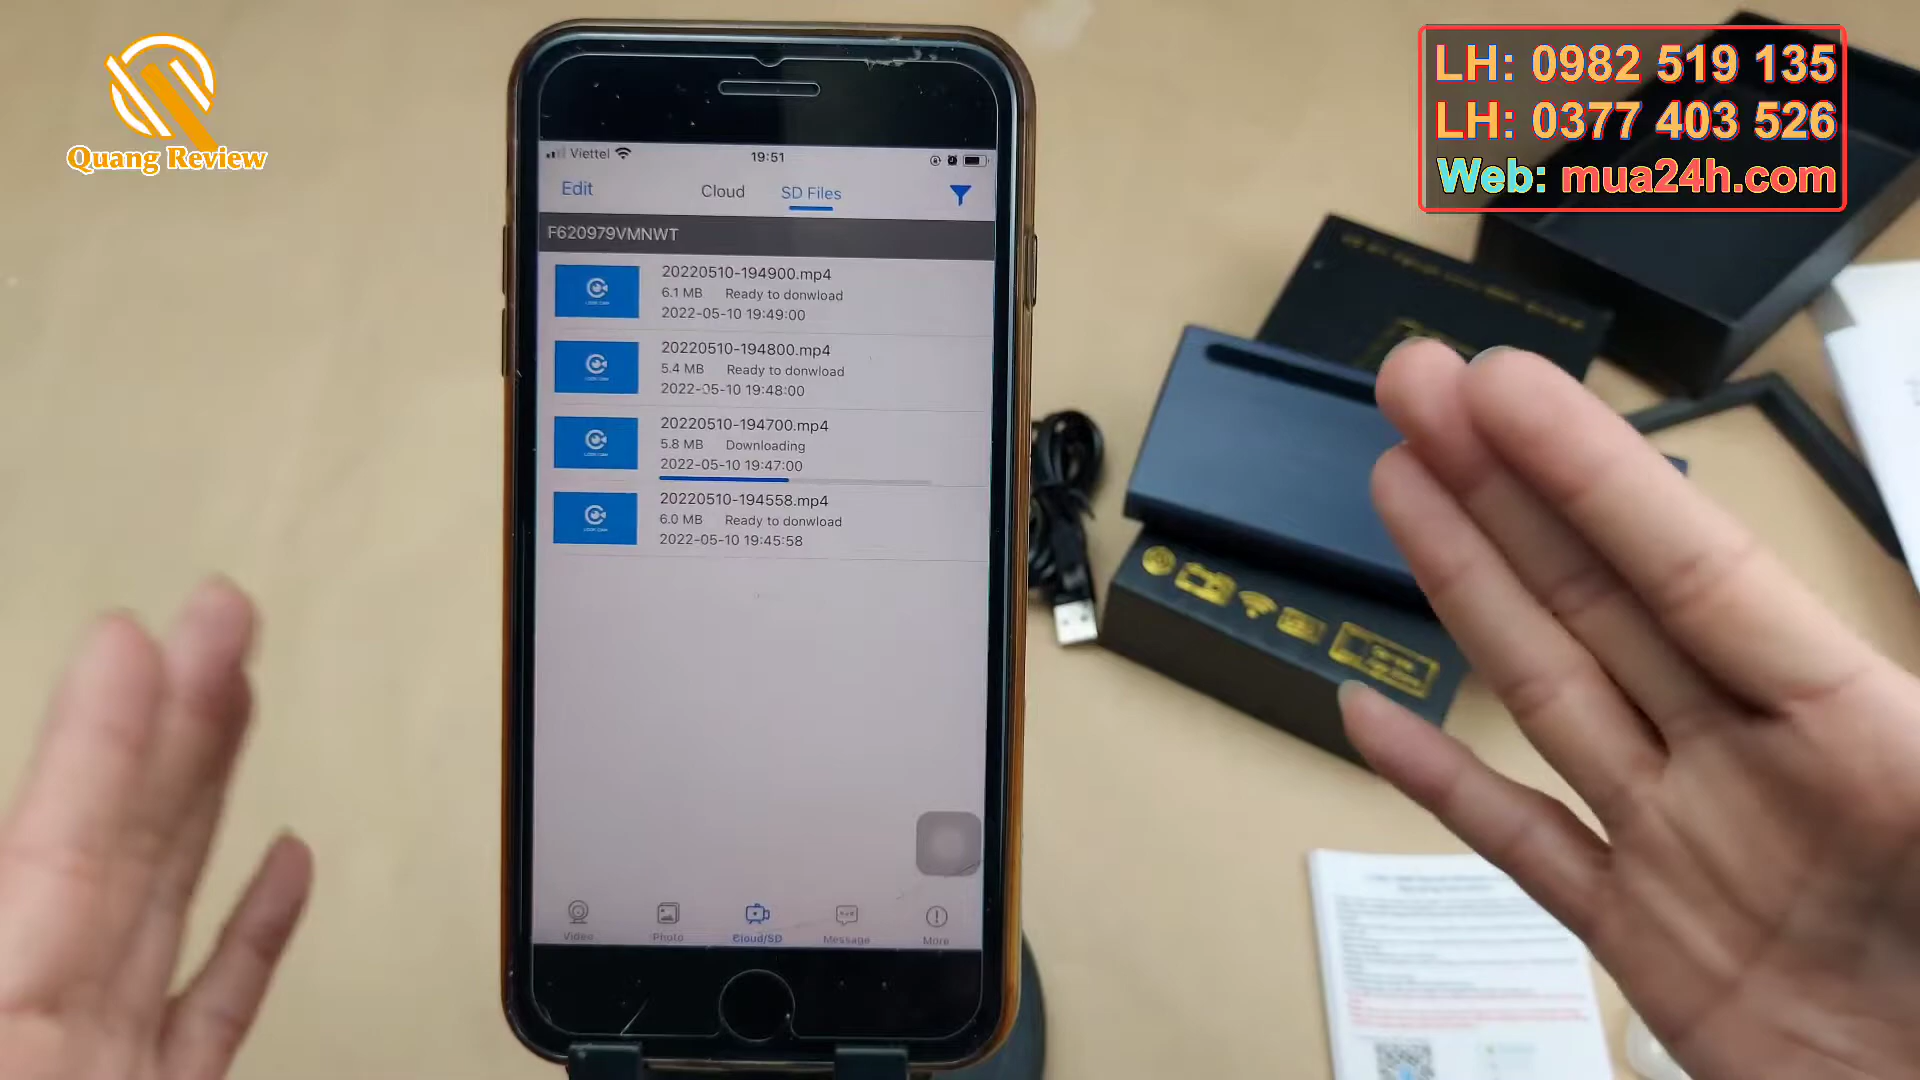 Quang Review
LH: 0982 519 135
LH: 0377 403 526
Web: mua24h.com
Viettel
19:51
Edit
Cloud
SD Files
F620979VMNWT
20220510-194900.mp4
6.1 MB Ready to donwload
2022-05-10 19:49:00
20220510-194800.mp4
5.4 MB Ready to donwload
2022-05-10 19:48:00
20220510-194700.mp4
5.8 MB Downloading
2022-05-10 19:47:00
20220510-194558.mp4
6.0 MB Ready to donwload
2022-05-10 19:45:58
Video
Photo
Cloud/SD
Message
More